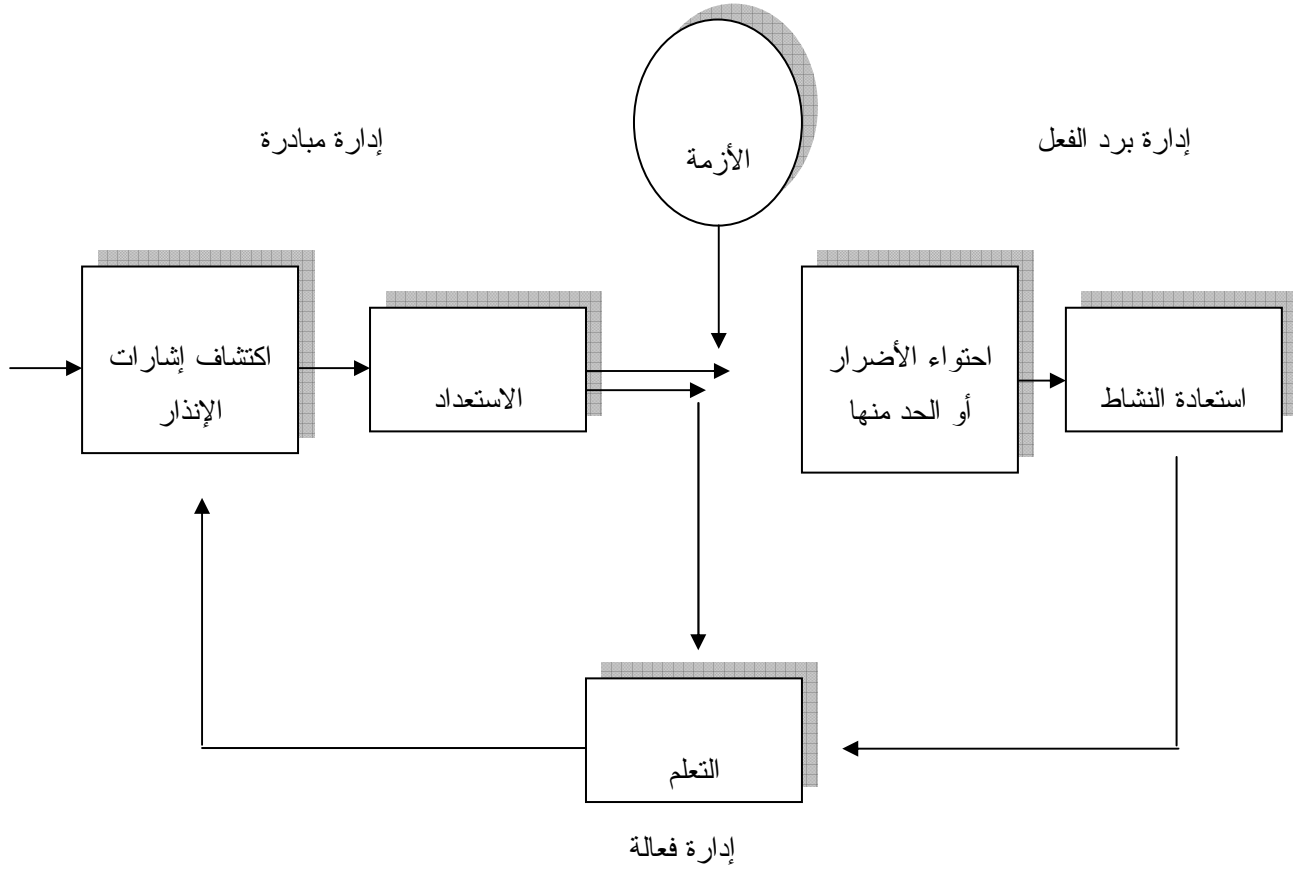 الأزمة
إدارة مبادرة
إدارة برد الفعل
اكتشاف إشارات
الإنذار
الاستعداد
احتواء الأضرار
أو الحد منها
استعادة النشاط
التعلم
إدارة فعالة